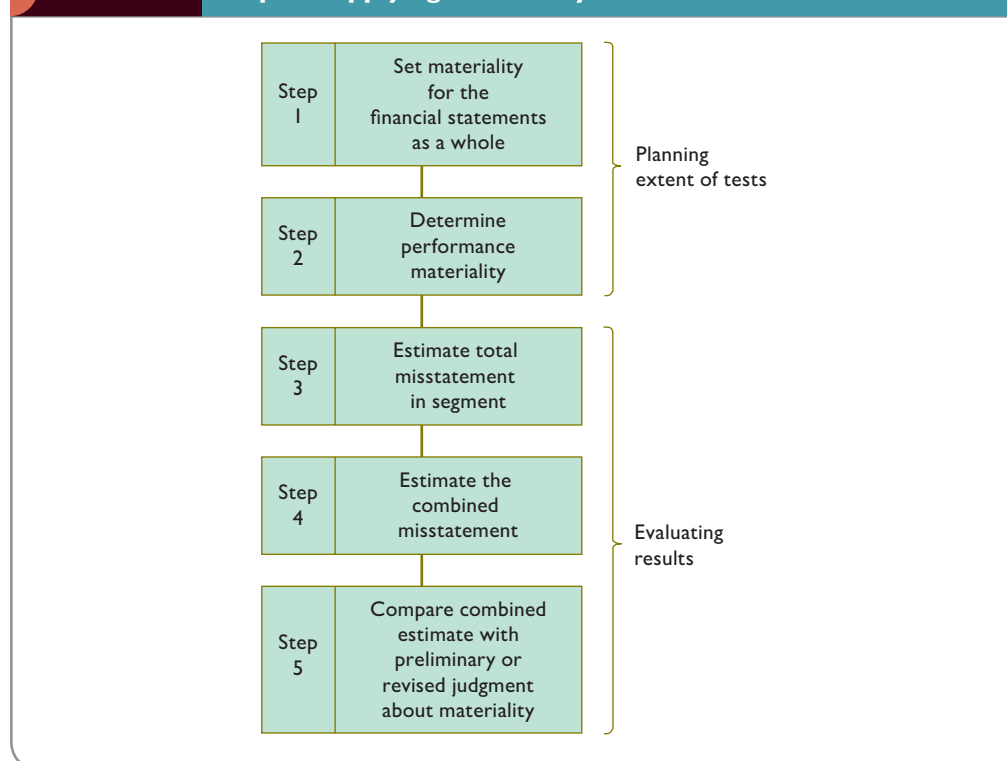 Step
1
Set materiality
for the
financial statements
as a whole
Planning
extent of tests
Step
2
Determine
performance
materiality
Step
3
Estimate total
misstatement
in segment
Step
4
Estimate the
combined
misstatement
Evaluating
results
Step
5
Compare combined
estimate with
preliminary or
revised judgment
about materiality